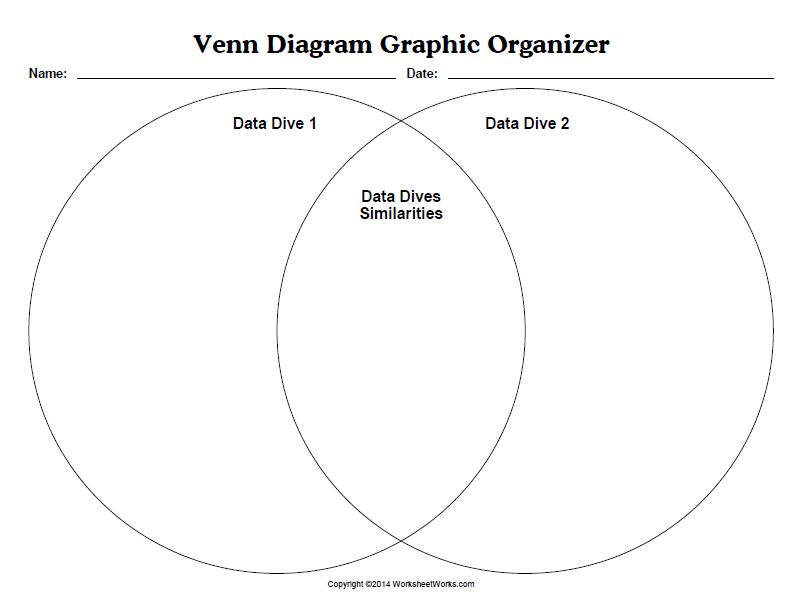 Venn Diagram Graphic Organizer
Name: Date:
Data Dive 1 Data Dive 2
Data Dives
Similarities
Copyright ©2014 WorksheetWorks.com